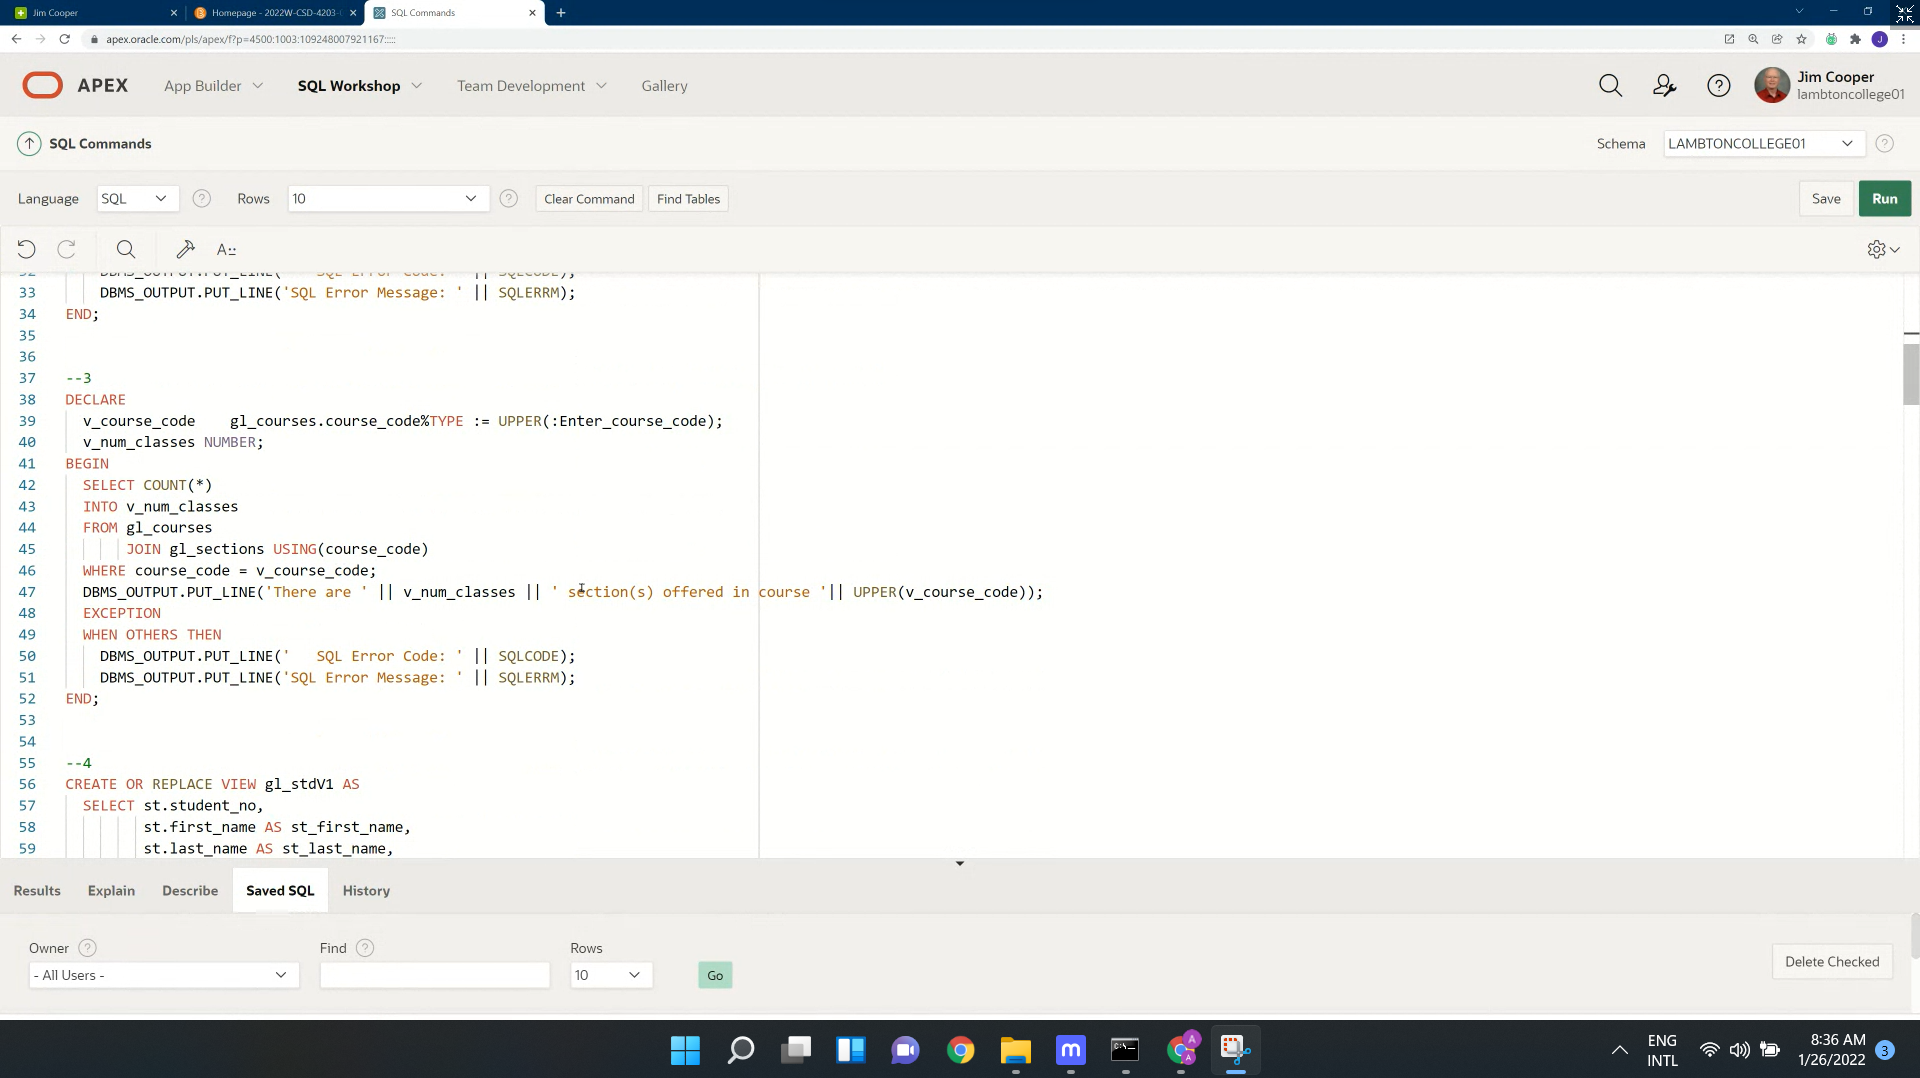 Jim Cooper
Homepage - 2022W-CSD-4203-
SQL Commands
apex.oracle.com/pls/apex/f?p=4500:1003:109248007921167:::::
J
APEX
App Builder
SQL Workshop
Team Development
Gallery
Jim Cooper
lambtoncollege01
SQL Commands
Schema
LAMBTONCOLLEGE01
Language
SQL
Rows
10
Clear Command
Find Tables
Save
Run
32 DBMS_OUTPUT.PUT_LINE('   SQL Error Code: ' || SQLCODE);
33 DBMS_OUTPUT.PUT_LINE('SQL Error Message: ' || SQLERRM);
34 END;
35
36
37 --3
38 DECLARE
39 v_course_code    gl_courses.course_code%TYPE := UPPER(:Enter_course_code);
40 v_num_classes NUMBER;
41 BEGIN
42 SELECT COUNT(*)
43 INTO v_num_classes
44 FROM gl_courses
45 JOIN gl_sections USING(course_code)
46 WHERE course_code = v_course_code;
47 DBMS_OUTPUT.PUT_LINE('There are ' || v_num_classes || ' section(s) offered in course '|| UPPER(v_course_code));
48 EXCEPTION
49 WHEN OTHERS THEN
50 DBMS_OUTPUT.PUT_LINE('   SQL Error Code: ' || SQLCODE);
51 DBMS_OUTPUT.PUT_LINE('SQL Error Message: ' || SQLERRM);
52 END;
53
54
55 --4
56 CREATE OR REPLACE VIEW gl_stdV1 AS
57 SELECT st.student_no,
58 st.first_name AS st_first_name,
59 st.last_name AS st_last_name,
Results
Explain
Describe
Saved SQL
History
Owner
Find
Rows
- All Users -
10
Go
Delete Checked
ENG
INTL
8:36 AM
1/26/2022
3